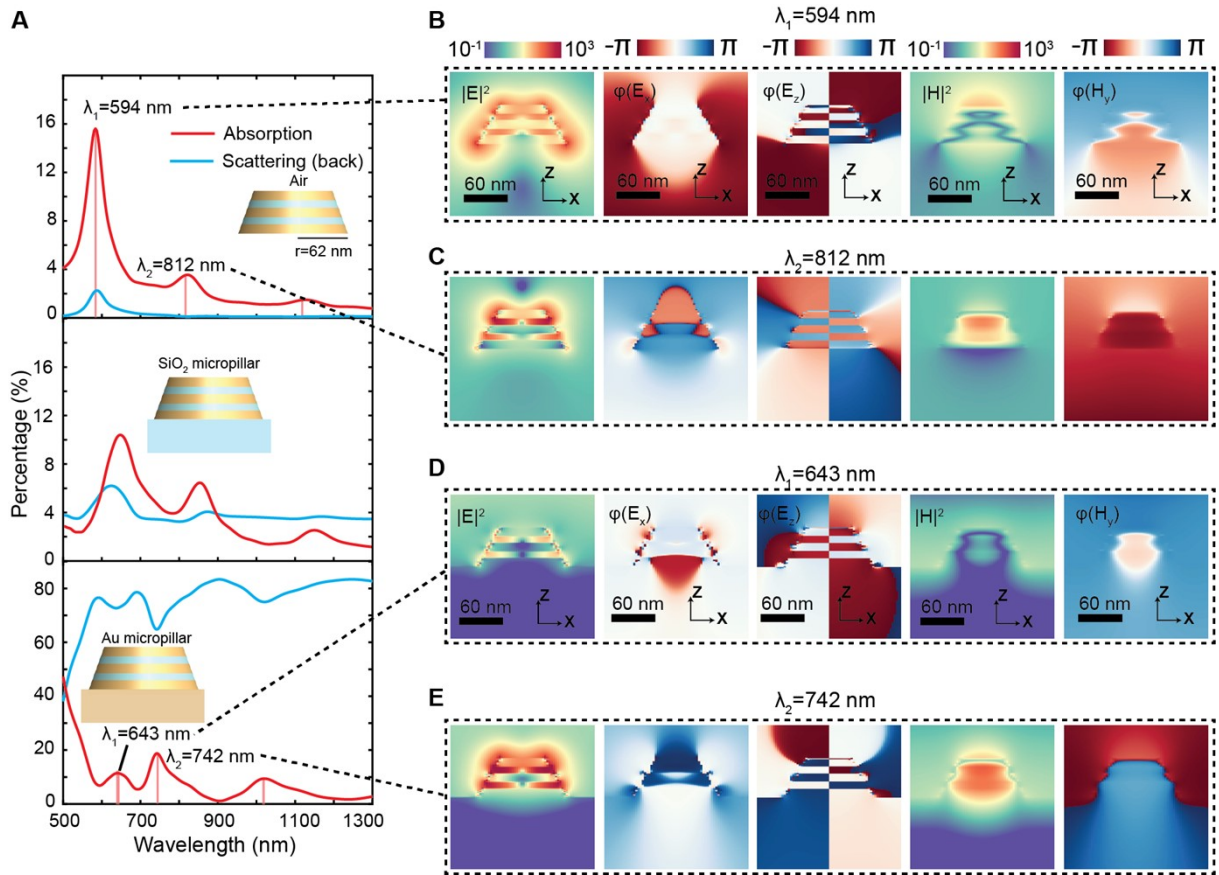 A
λ1=594 nm
Absorption
Scattering (back)
Air
r=62 nm
λ2=812 nm
16
12
8
4
0
SiO2 micropillar
16
12
8
4
0
Percentage (%)
80
60
40
20
0
Au micropillar
λ1=643 nm
λ2=742 nm
500 700 900 1100 1300
Wavelength (nm)
B
λ1=594 nm
10-1 103 -π π -π π 10-1 103 -π π
|E|2 φ(Ex) φ(Ez) |H|2 φ(Hy)
Z Z Z Z Z
60 nm X 60 nm X 60 nm X 60 nm X 60 nm X
C
λ2=812 nm
D
λ1=643 nm
|E|2 φ(Ex) φ(Ez) |H|2 φ(Hy)
Z Z Z Z Z
60 nm X 60 nm X 60 nm X 60 nm X 60 nm X
E
λ2=742 nm